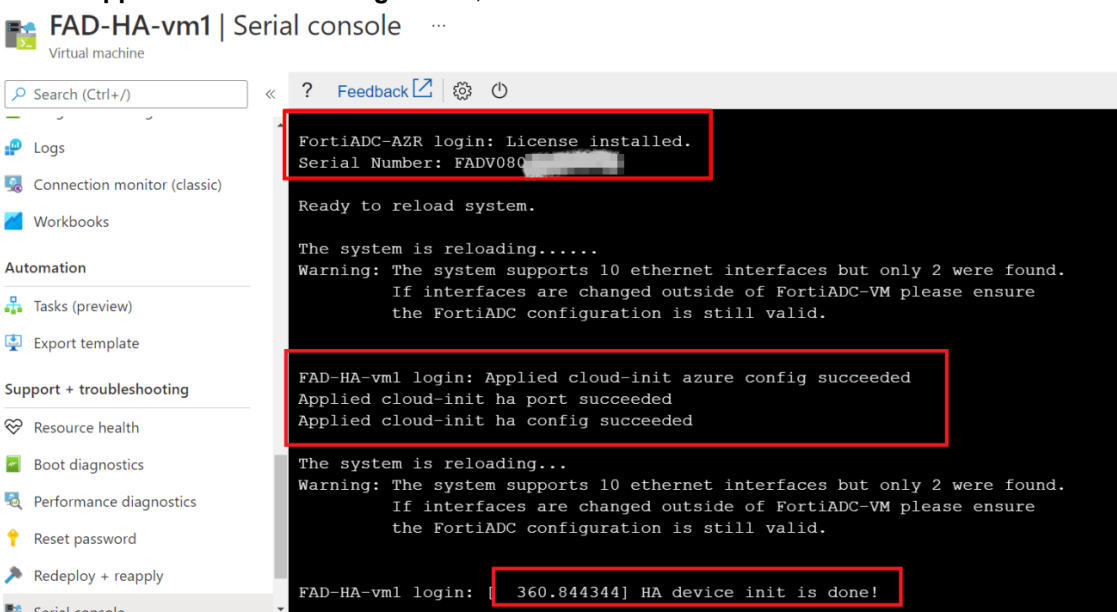 FAD-HA-vm1 | Serial console ...
Virtual machine
Search (Ctrl+/)
«
? Feedback
Logs
Connection monitor (classic)
Workbooks
Automation
Tasks (preview)
Export template
Support + troubleshooting
Resource health
Boot diagnostics
Performance diagnostics
Reset password
Redeploy + reapply
Serial console
FortiADC-AZR login: License installed.
Serial Number: FADV080
Ready to reload system.
The system is reloading......
Warning: The system supports 10 ethernet interfaces but only 2 were found.
If interfaces are changed outside of FortiADC-VM please ensure
the FortiADC configuration is still valid.
FAD-HA-vm1 login: Applied cloud-init azure config succeeded
Applied cloud-init ha port succeeded
Applied cloud-init ha config succeeded
The system is reloading...
Warning: The system supports 10 ethernet interfaces but only 2 were found.
If interfaces are changed outside of FortiADC-VM please ensure
the FortiADC configuration is still valid.
FAD-HA-vm1 login: [ 360.844344] HA device init is done!